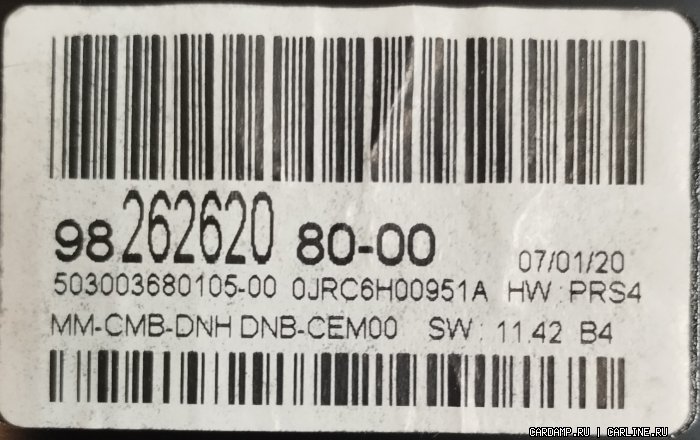 98 262620 80-00 07/01/20
503003680105-00 0JRC6H00951A HW : PRS4
MM-CMB-DNH DNB-CEM00 SW : 11.42 B4
CARDAMP.RU | CARLINE.RU